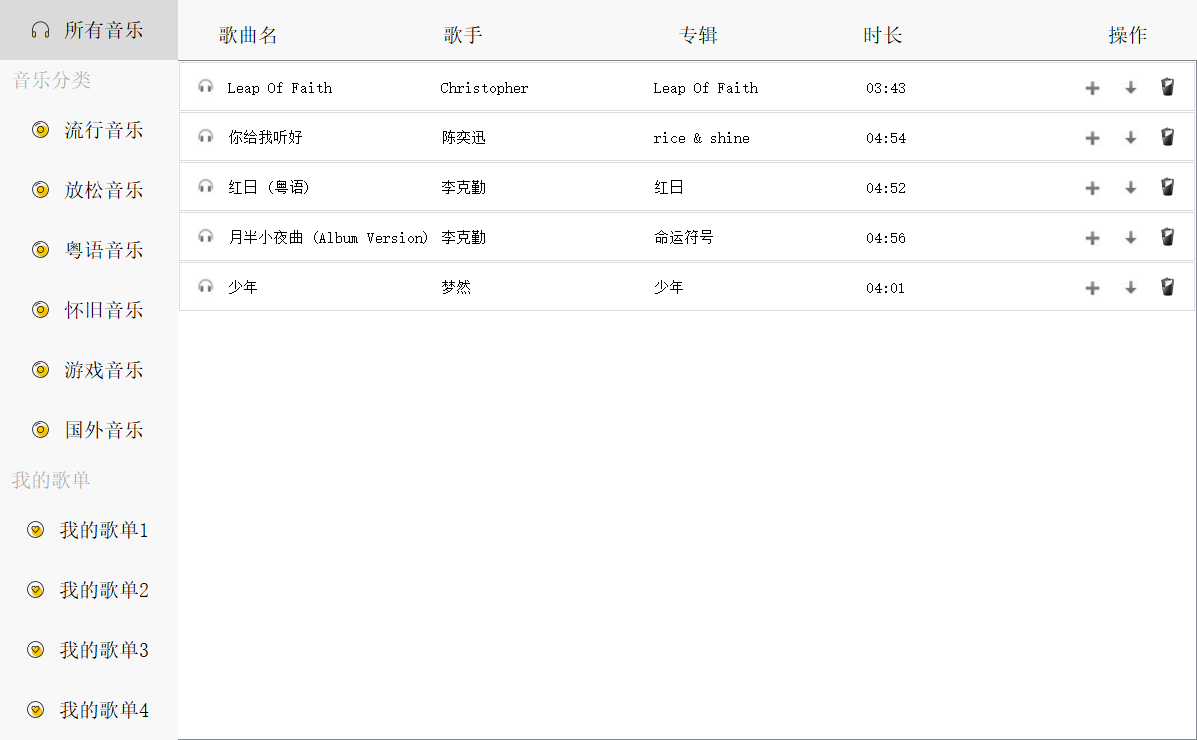 所有音乐
音乐分类
流行音乐
放松音乐
粤语音乐
怀旧音乐
游戏音乐
国外音乐
我的歌单
我的歌单1
我的歌单2
我的歌单3
我的歌单4
歌曲名 歌手 专辑 时长 操作
Leap Of Faith Christopher Leap Of Faith 03:43
你给我听好 陈奕迅 rice & shine 04:54
红日 (粤语) 李克勤 红日 04:52
月半小夜曲 (Album Version) 李克勤 命运符号 04:56
少年 梦然 少年 04:01